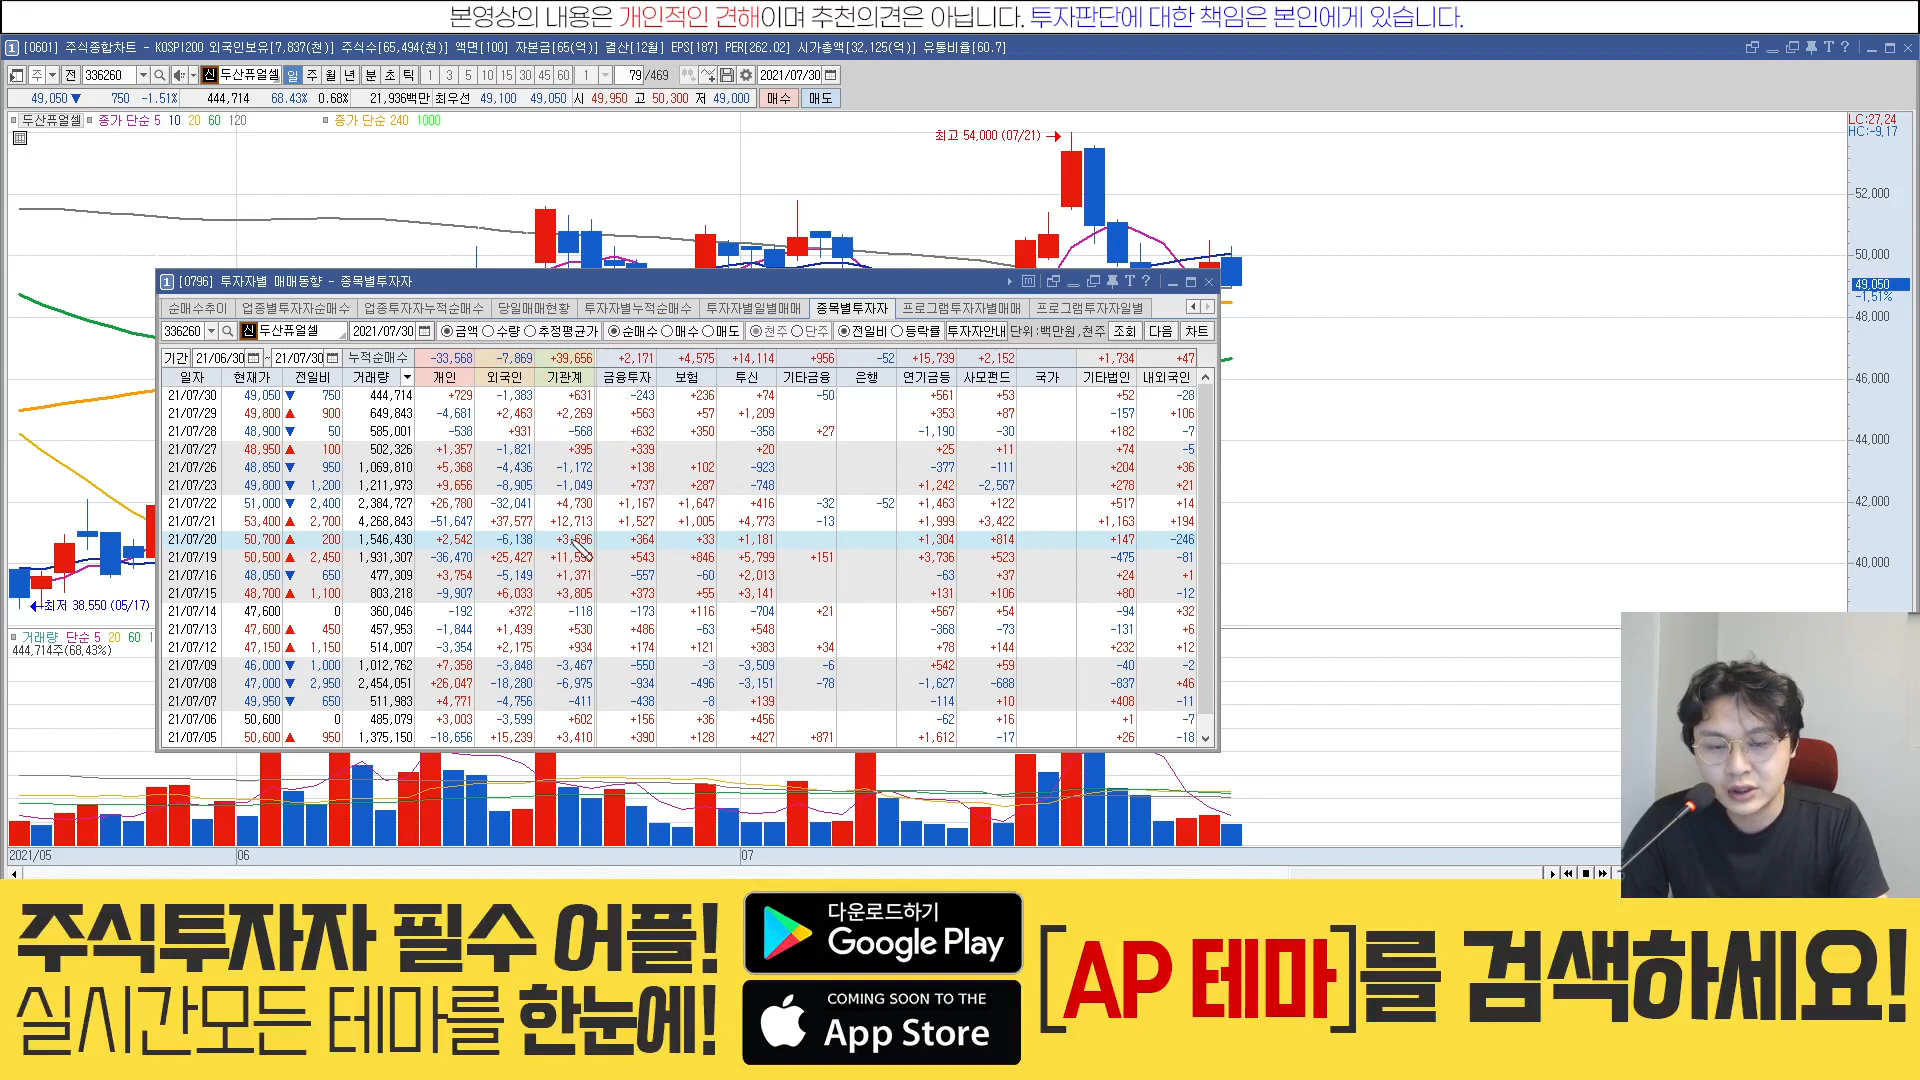 본영상의 내용은 개인적인 견해이며 추천의견은 아닙니다. 투자판단에 대한 책임은 본인에게 있습니다.
1 [0601] 주식종합차트 - KOSPI200 외국인보유[7,837(천)] 주식수[65,494(천)] 액면[100] 자본금[65(억)] 결산[12월] EPS[187] PER[262.02] 시가총액[32,125(억)] 유통비율[60.7]
주 전 336260 신 두산퓨얼셀 일 주 월 년 분 초 틱 1 3 5 10 15 30 45 60 1 79 /469 2021/07/30
49,050 ▼ 750 -1.51% 444,714 68.43% 0.68% 21,936백만 최우선 49,100 49,050 시 49,950 고 50,300 저 49,000 매수 매도
두산퓨얼셀 종가 단순 5 10 20 60 120 종가 단순 240 1000
LC:27,24
HC:-9,17
최고 54,000 (07/21)
52,000
50,000
49,050
-1,51%
48,000
46,000
44,000
42,000
40,000
최저 38,550 (05/17)
거래량 단순 5 20 60 1
444,714주(68,43%)
1 [0796] 투자자별 매매동향 - 종목별투자자
순매수추이 업종별투자자순매수 업종투자자누적순매수 당일매매현황 투자자별누적순매수 투자자별일별매매 종목별투자자 프로그램투자자별매매 프로그램투자자일별
336260 신 두산퓨얼셀 2021/07/30 금액 수량 추정평균가 순매수 매수 매도 천주 단주 전일비 등락률 투자자안내 단위:백만원,천주 조회 다음 차트
기간 21/06/30 ~ 21/07/30 누적순매수 -33,568 -7,869 +39,656 +2,171 +4,575 +14,114 +956 -52 +15,739 +2,152 +1,734 +47
일자 현재가 전일비 거래량 개인 외국인 기관계 금융투자 보험 투신 기타금융 은행 연기금등 사모펀드 국가 기타법인 내외국인
21/07/30 49,050 ▼ 750 444,714 +729 -1,383 +631 -243 +236 +74 -50 +561 +53 +52 -28
21/07/29 49,800 ▲ 900 649,843 -4,681 +2,463 +2,269 +563 +57 +1,209 +353 +87 -157 +106
21/07/28 48,900 ▼ 50 585,001 -538 +931 -568 +632 +350 -358 +27 -1,190 -30 +182 -7
21/07/27 48,950 ▲ 100 502,326 +1,357 -1,821 +395 +339 +20 +25 +11 +74 -5
21/07/26 48,850 ▼ 950 1,069,810 +5,368 -4,436 -1,172 +138 +102 -923 -377 -111 +204 +36
21/07/23 49,800 ▼ 1,200 1,211,973 +9,656 -8,905 -1,049 +737 +287 -748 +1,242 -2,567 +278 +21
21/07/22 51,000 ▼ 2,400 2,384,727 +26,780 -32,041 +4,730 +1,167 +1,647 +416 -32 -52 +1,463 +122 +517 +14
21/07/21 53,400 ▲ 2,700 4,268,843 -51,647 +37,577 +12,713 +1,527 +1,005 +4,773 -13 +1,999 +3,422 +1,163 +194
21/07/20 50,700 ▲ 200 1,546,430 +2,542 -6,138 +3,696 +364 +33 +1,181 +1,304 +814 +147 -246
21/07/19 50,500 ▲ 2,450 1,931,307 -36,470 +25,427 +543 +846 +5,799 +151 +3,736 +523 -475 -81
21/07/16 48,050 ▼ 650 477,309 +3,754 -5,149 +1,371 -557 -60 +2,013 -63 +37 +24 +1
21/07/15 48,700 ▲ 1,100 803,218 -9,907 +6,033 +3,805 +373 +55 +3,141 +131 +106 +80 -12
21/07/14 47,600 0 360,046 -192 +372 -118 -173 +116 -704 +21 +567 +54 -94 +32
21/07/13 47,600 ▲ 450 457,953 -1,844 +1,439 +530 +486 -63 +548 -368 -73 -131 +6
21/07/12 47,150 ▲ 1,150 514,007 -3,354 +2,175 +934 +174 +121 +383 +34 +78 +144 +232 +12
21/07/09 46,000 ▼ 1,000 1,012,762 +7,358 -3,848 -3,467 -550 -3 -3,509 -6 +542 +59 -40 -2
21/07/08 47,000 ▼ 2,950 2,454,051 +26,047 -18,280 -6,975 -934 -496 -3,151 -78 -1,627 -688 -837 +46
21/07/07 49,950 ▼ 650 511,983 +4,771 -4,756 -411 -438 -8 +139 -114 +10 +408 -11
21/07/06 50,600 0 485,079 +3,003 -3,599 +602 +156 +36 +456 -62 +16 +1 -7
21/07/05 50,600 ▲ 950 1,375,150 -18,656 +15,239 +3,410 +390 +128 +427 +871 +1,612 -17 +26 -18
2021/05 06 07
주식투자자 필수 어플!
실시간모든 테마를 한눈에!
다운로드하기
Google Play
COMING SOON TO THE
App Store
[AP 테마]를 검색하세요!